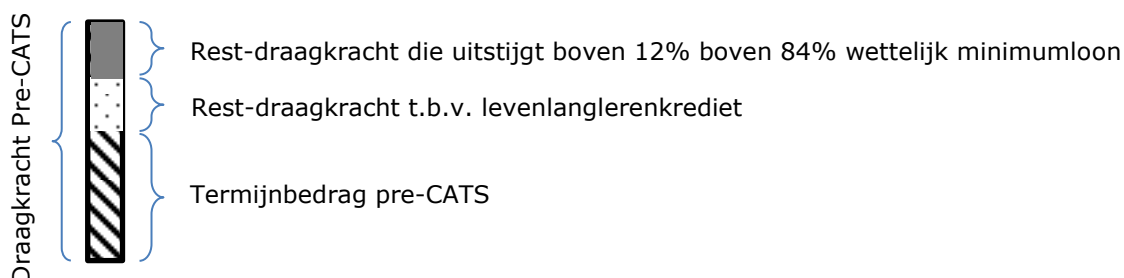 Draagkracht Pre-CATS
Rest-draagkracht die uitstijgt boven 12% boven 84% wettelijk minimumloon
Rest-draagkracht t.b.v. levenlanglerenkrediet
Termijnbedrag pre-CATS